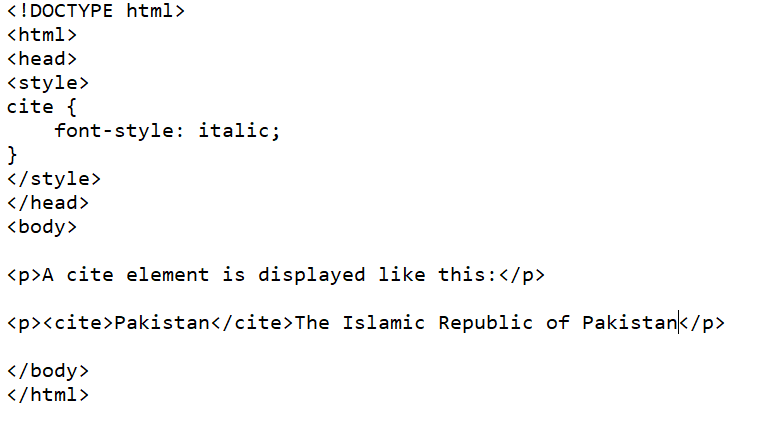 <!DOCTYPE html>
<html>
<head>
<style>
cite {
    font-style: italic;
}
</style>
</head>
<body>

<p>A cite element is displayed like this:</p>

<p><cite>Pakistan</cite>The Islamic Republic of Pakistan</p>

</body>
</html>